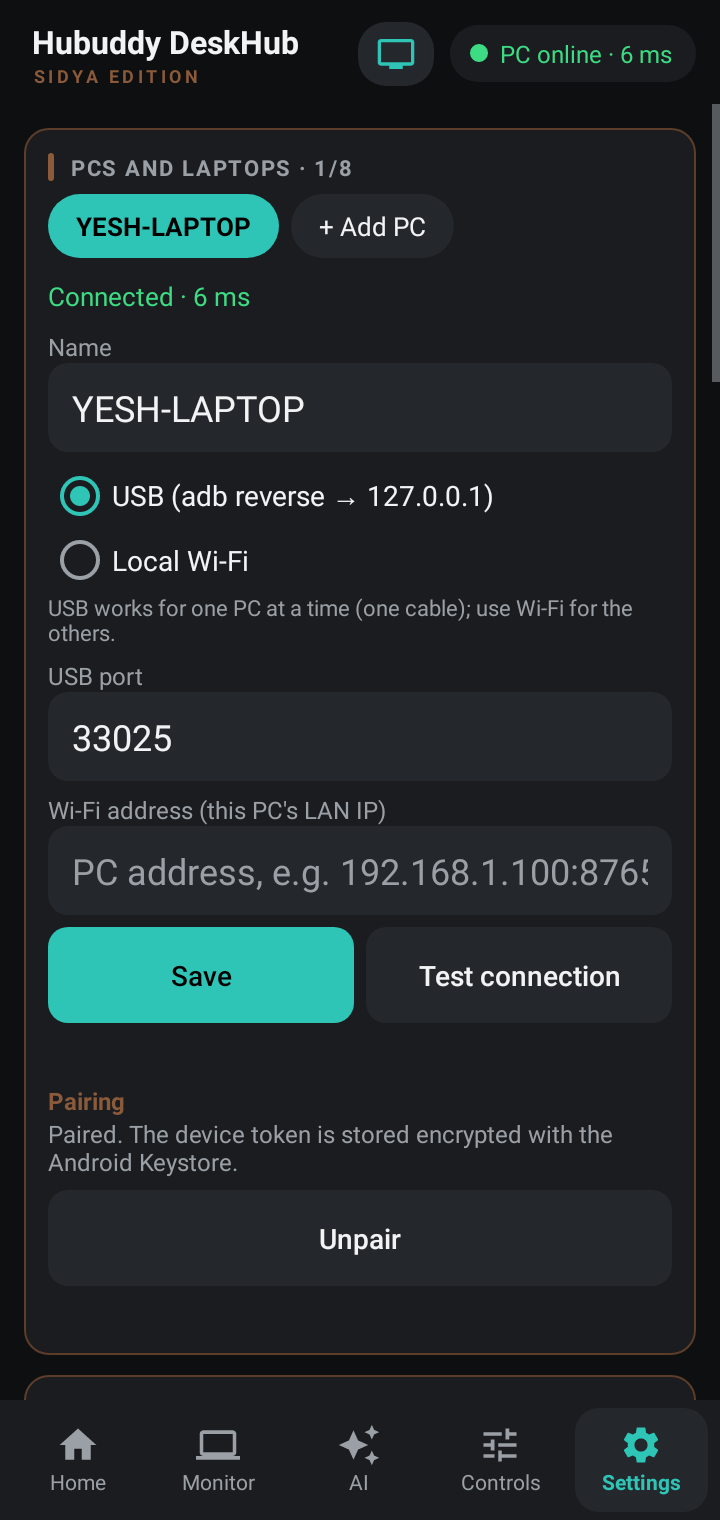 Hubuddy DeskHub
SIDYA EDITION
PC online · 6 ms
PCS AND LAPTOPS · 1/8
YESH-LAPTOP
+ Add PC
Connected · 6 ms
Name
YESH-LAPTOP
USB (adb reverse → 127.0.0.1)
Local Wi-Fi
USB works for one PC at a time (one cable); use Wi-Fi for the
others.
USB port
33025
Wi-Fi address (this PC's LAN IP)
PC address, e.g. 192.168.1.100:8765
Save
Test connection
Pairing
Paired. The device token is stored encrypted with the
Android Keystore.
Unpair
Home
Monitor
AI
Controls
Settings